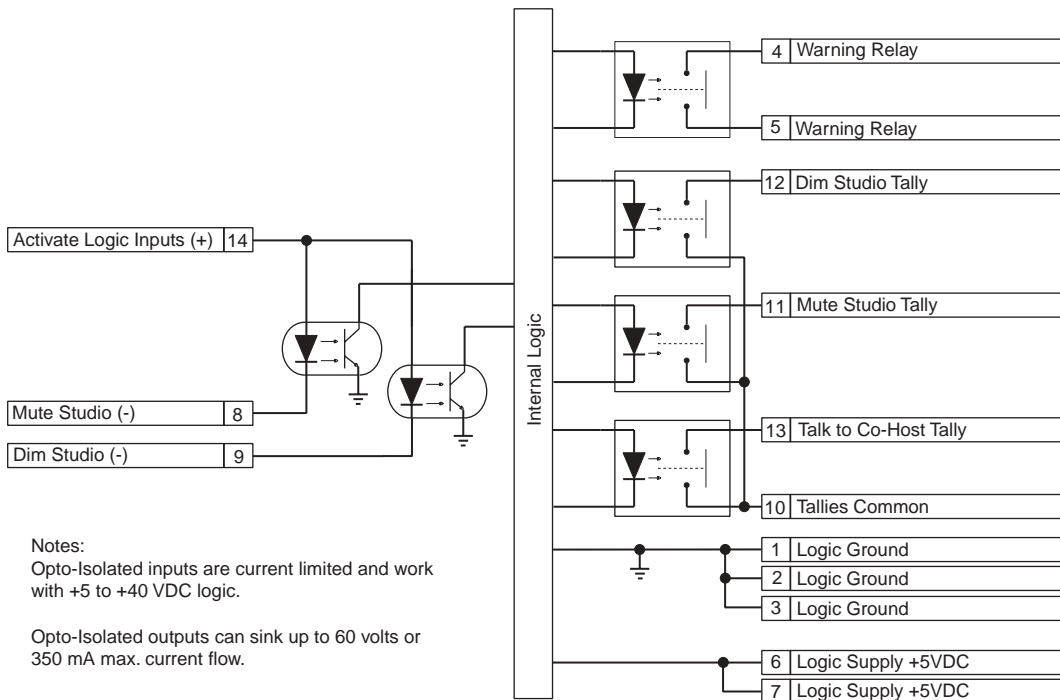 4 Warning Relay
5 Warning Relay
12 Dim Studio Tally
Activate Logic Inputs (+) 14
11 Mute Studio Tally
Internal Logic
Mute Studio (-) 8
13 Talk to Co-Host Tally
Dim Studio (-) 9
10 Tallies Common
Notes:
Opto-Isolated inputs are current limited and work
with +5 to +40 VDC logic.
Opto-Isolated outputs can sink up to 60 volts or
350 mA max. current flow.
1 Logic Ground
2 Logic Ground
3 Logic Ground
6 Logic Supply +5VDC
7 Logic Supply +5VDC